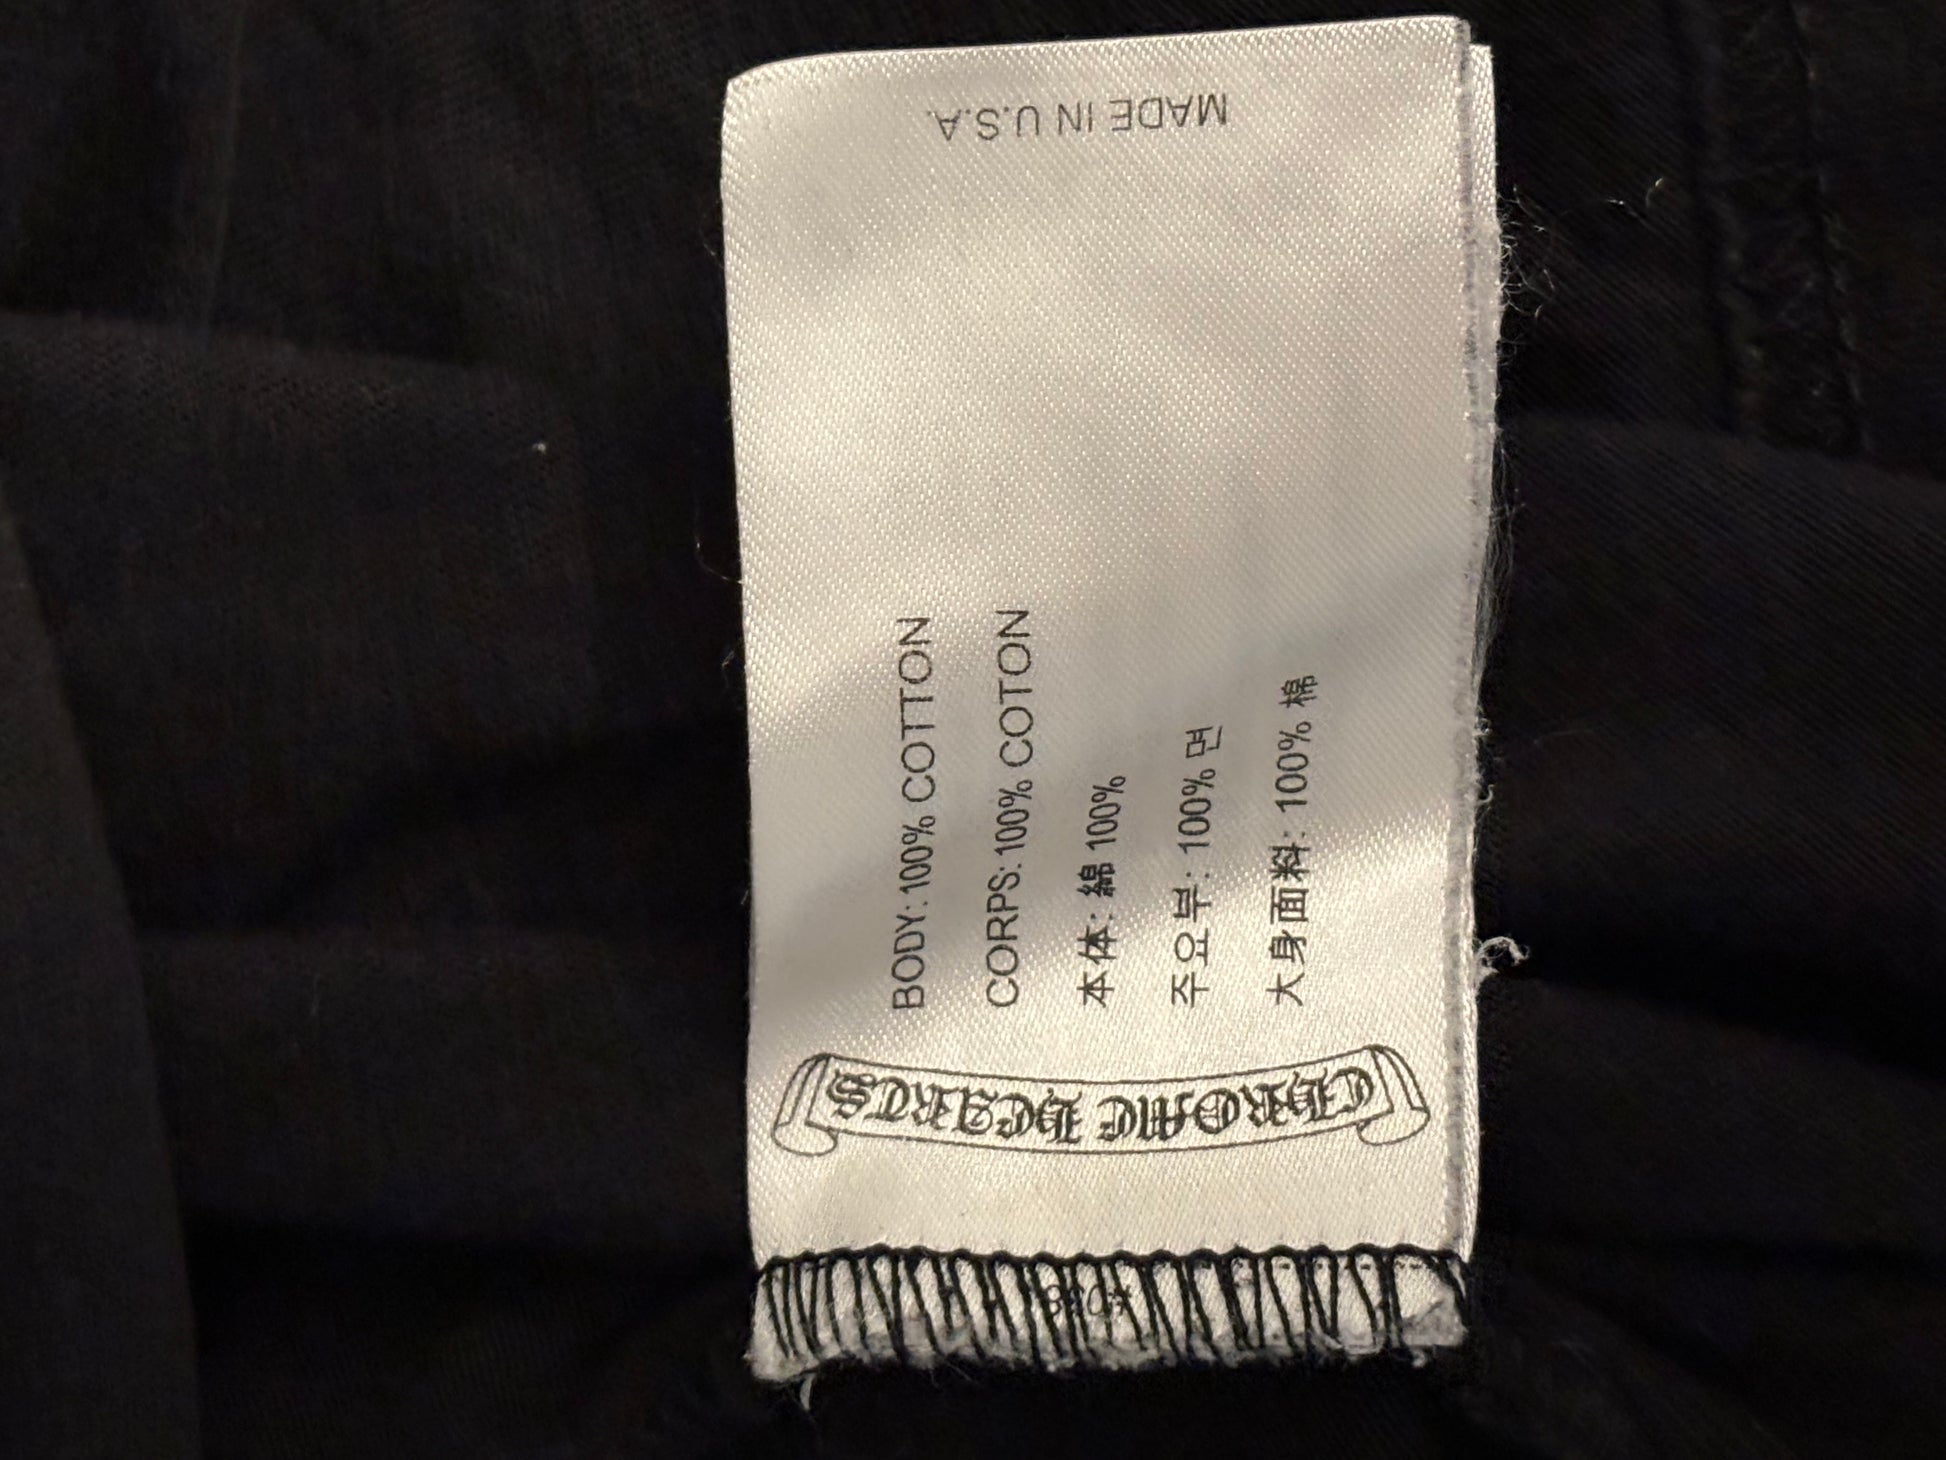 CHROME HEARTS
BODY: 100% COTTON
CORPS: 100% COTON
本体: 綿 100%
주요부: 100% 면
大身面料: 100% 棉
MADE IN U.S.A.